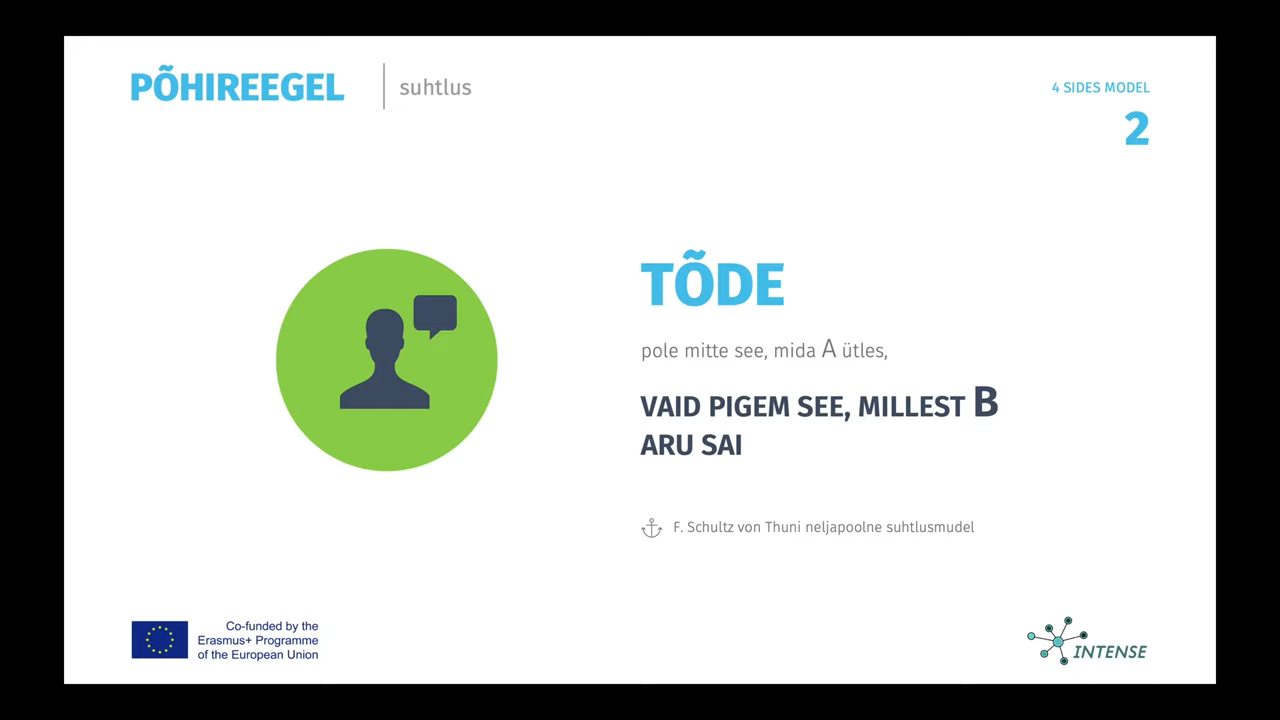 PÕHIREEGEL
suhtlus
4 SIDES MODEL
2
TÕDE
pole mitte see, mida A ütles,
VAID PIGEM SEE, MILLEST B
ARU SAI
F. Schultz von Thuni neljapoolne suhtlusmudel
Co-funded by the
Erasmus+ Programme
of the European Union
INTENSE